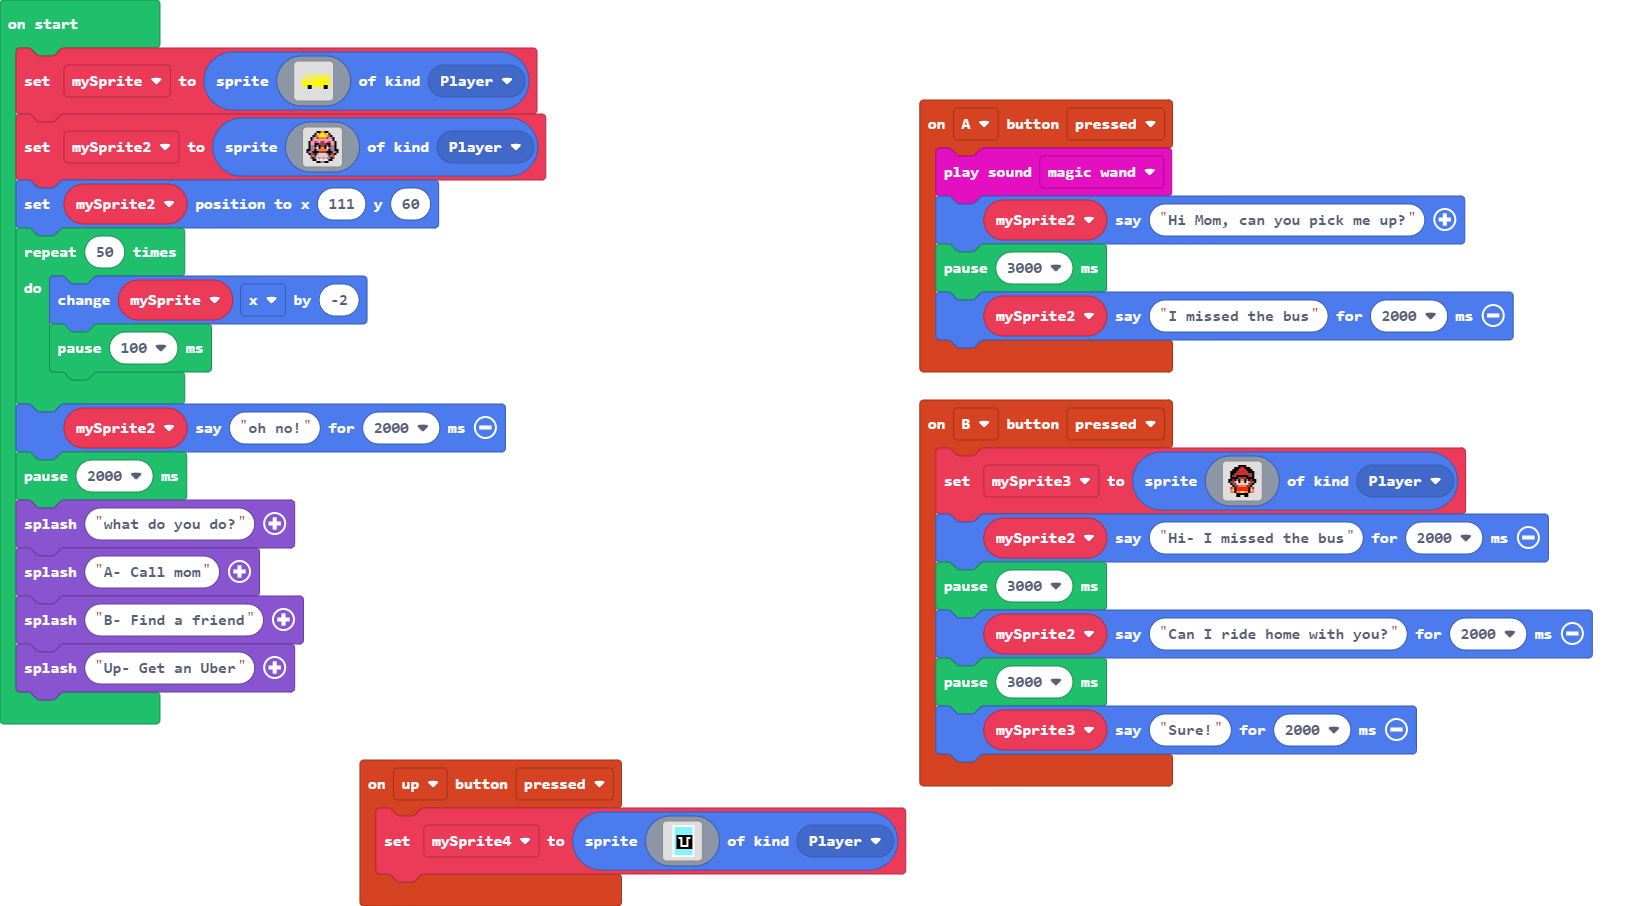 on start
set mySprite to sprite of kind Player
set mySprite2 to sprite of kind Player
set mySprite2 position to x 111 y 60
repeat 50 times
do
change mySprite x by -2
pause 100 ms
mySprite2 say "oh no!" for 2000 ms
pause 2000 ms
splash "what do you do?"
splash "A- Call mom"
splash "B- Find a friend"
splash "Up- Get an Uber"
on A button pressed
play sound magic wand
mySprite2 say "Hi Mom, can you pick me up?"
pause 3000 ms
mySprite2 say "I missed the bus" for 2000 ms
on B button pressed
set mySprite3 to sprite of kind Player
mySprite2 say "Hi- I missed the bus" for 2000 ms
pause 3000 ms
mySprite2 say "Can I ride home with you?" for 2000 ms
pause 3000 ms
mySprite3 say "Sure!" for 2000 ms
on up button pressed
set mySprite4 to sprite of kind Player